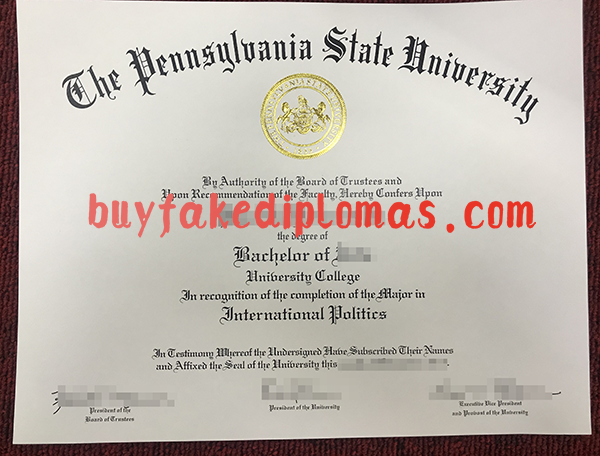 The Pennsylvania State University
By Authority of the Board of Trustees and
Upon Recommendation of the Faculty, Hereby Confers Upon
buyfakediplomas.com
the degree of
Bachelor of
University College
In recognition of the completion of the Major in
International Politics
In Testimony Whereof the Undersigned Have Subscribed Their Names
and Affixed the Seal of the University this
President of the
Board of Trustees
President of the University
Executive Vice President
and Provost of the University